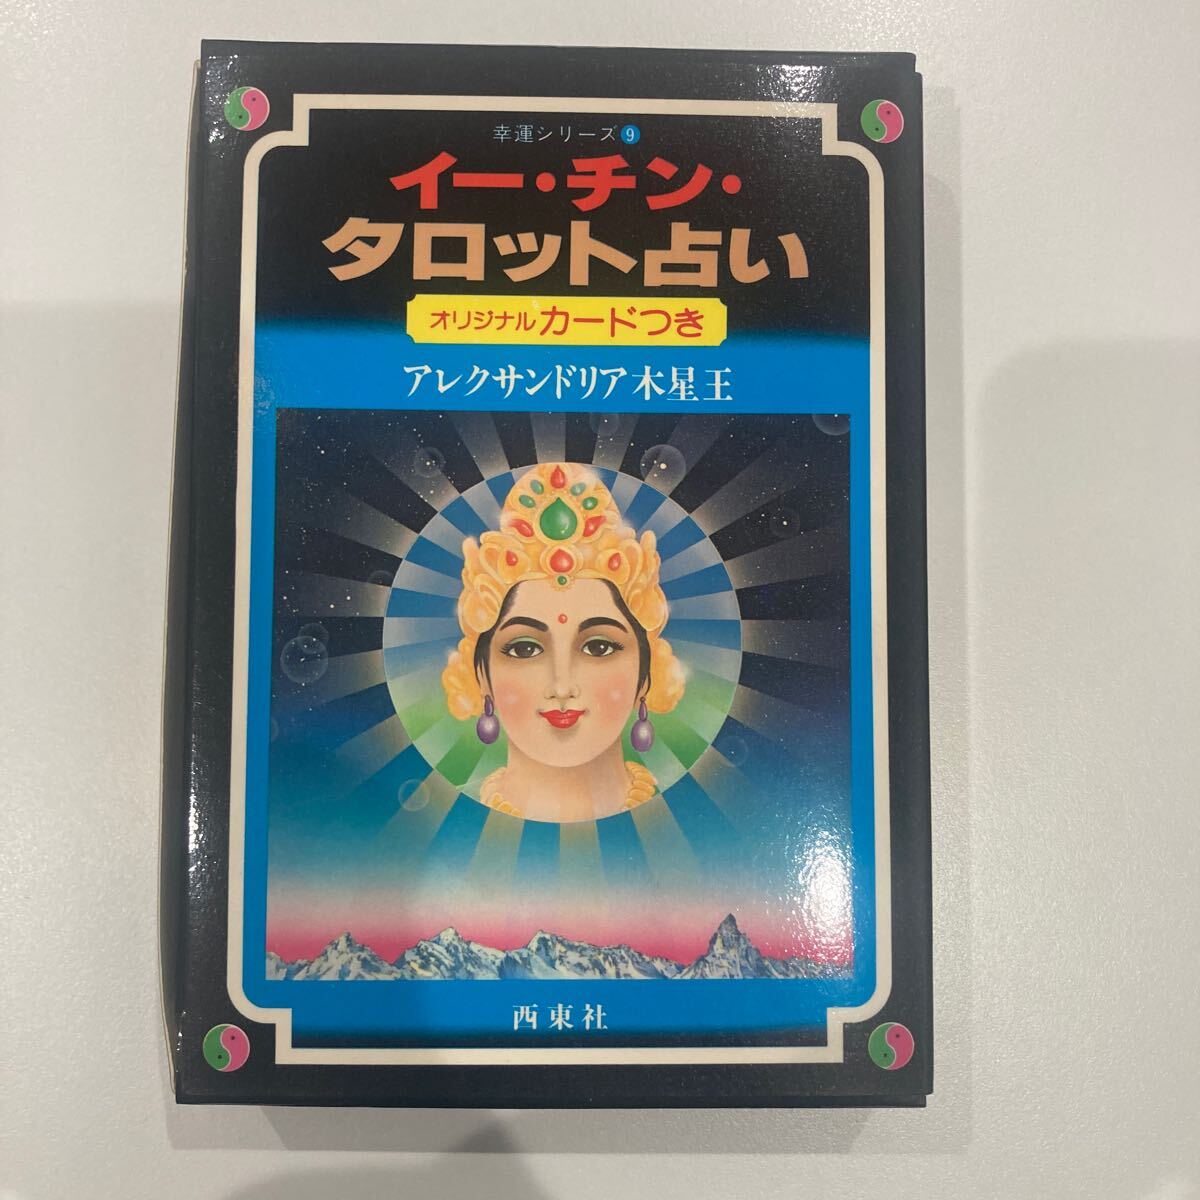 幸運シリーズ9
イー・チン・
タロット占い
オリジナルカードつき
アレクサンドリア木星王
西東社